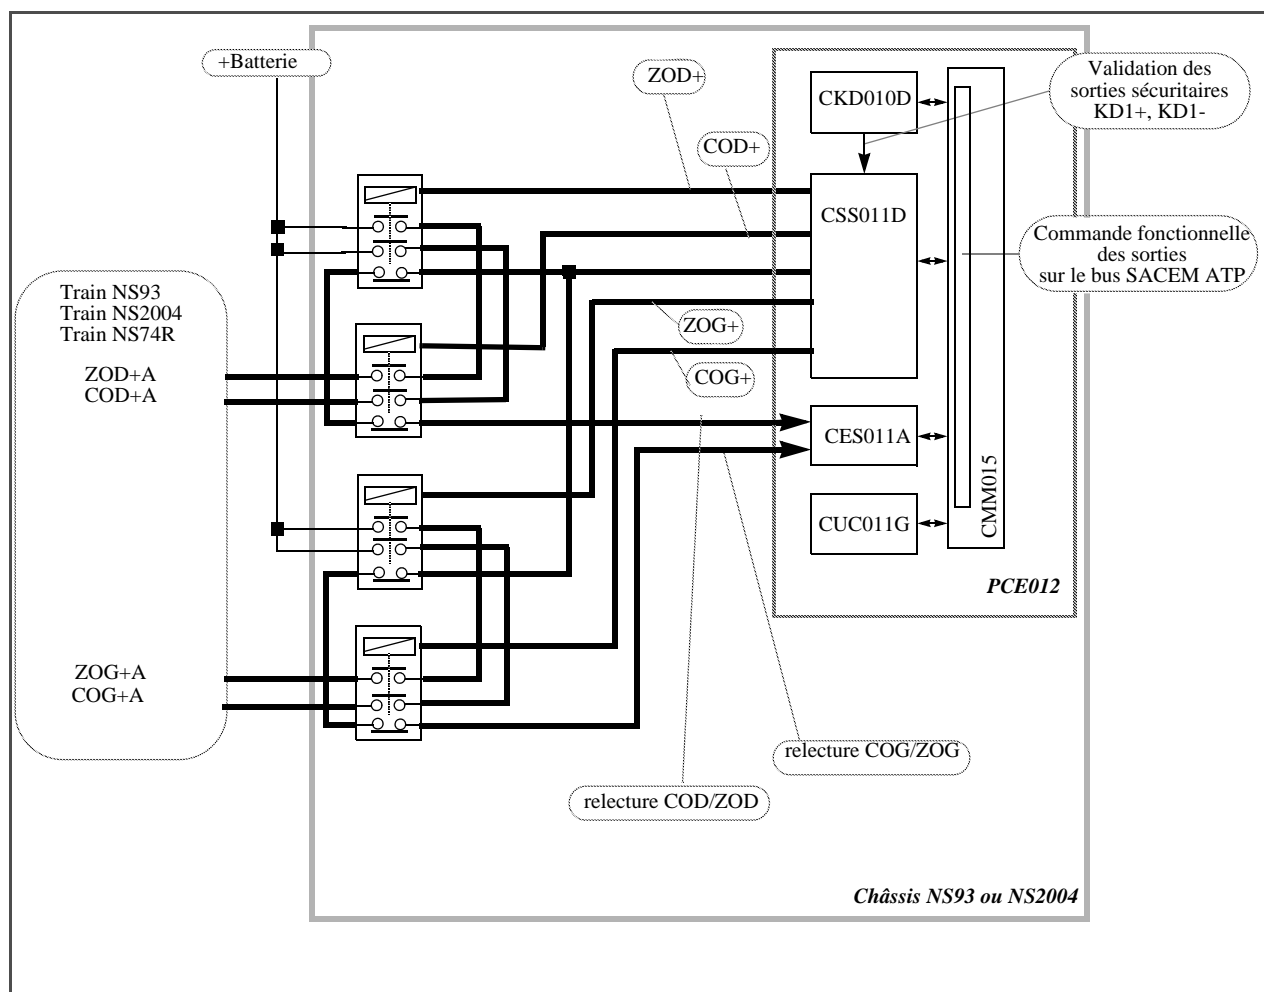 +Batterie
ZOD+
COD+
CKD010D
Validation des
sorties sécuritaires
KD1+, KD1-
CSS011D
Commande fonctionnelle
des sorties
sur le bus SACEM ATP
Train NS93
Train NS2004
Train NS74R
ZOD+A
COD+A
ZOG+
COG+
CES011A
CMM015
CUC011G
PCE012
ZOG+A
COG+A
relecture COG/ZOG
relecture COD/ZOD
Châssis NS93 ou NS2004